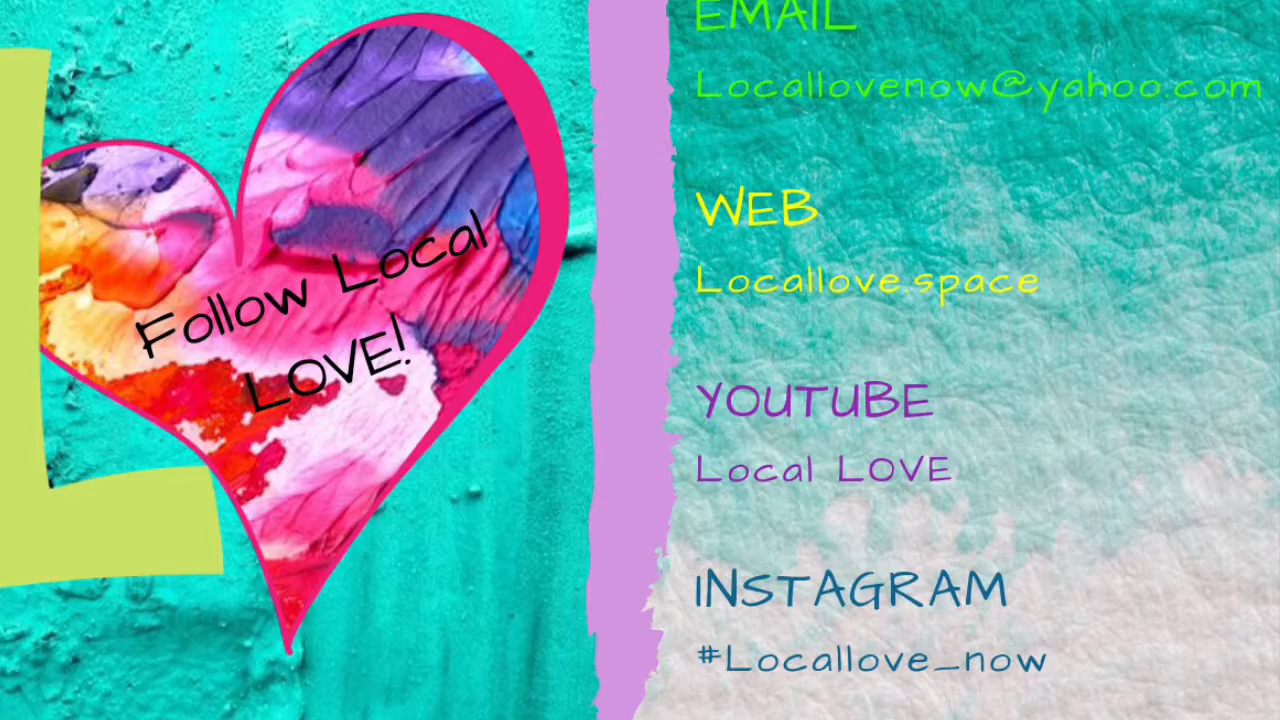 Follow Local
LOVE!
EMAIL
Locallovenow@yahoo.com
WEB
Locallove.space
YOUTUBE
Local LOVE
INSTAGRAM
#Locallove_now